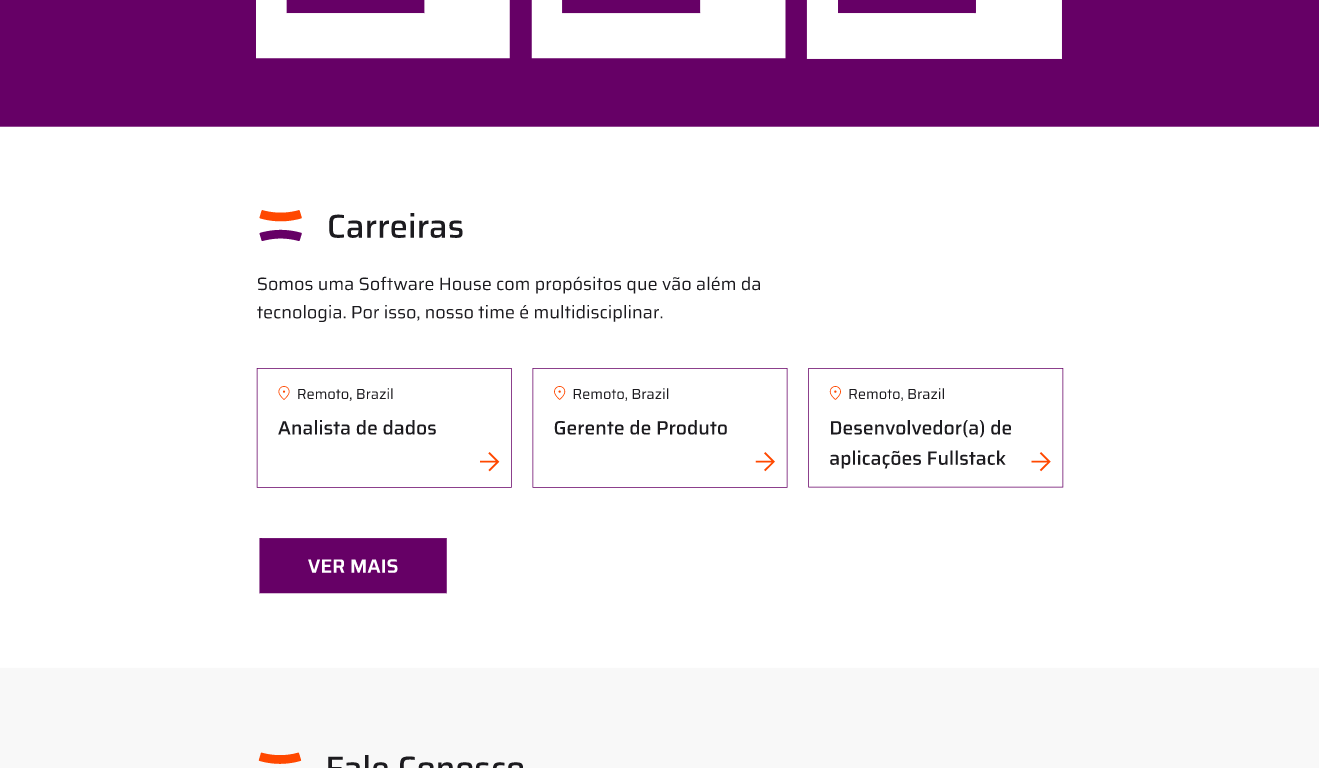 Carreiras
Somos uma Software House com propósitos que vão além da
tecnologia. Por isso, nosso time é multidisciplinar.
Remoto, Brazil
Analista de dados
Remoto, Brazil
Gerente de Produto
Remoto, Brazil
Desenvolvedor(a) de
aplicações Fullstack
VER MAIS
Fale Conosco